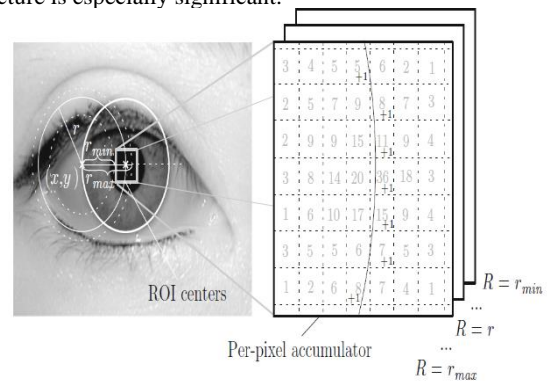 cture is especially significant.
r
r_min
(x,y) r_max
ROI centers
3 4 5 5 6 2 1
+1
2 5 7 9 8 7 3
+1
2 9 9 15 11 9 4
+1
3 8 14 20 36 18 3
+1
1 6 10 17 15 9 4
+1
3 5 5 6 7 5 3
+1
1 2 6 8 7 4 1
+1
R = r_min
...
R = r
...
R = r_max
Per-pixel accumulator